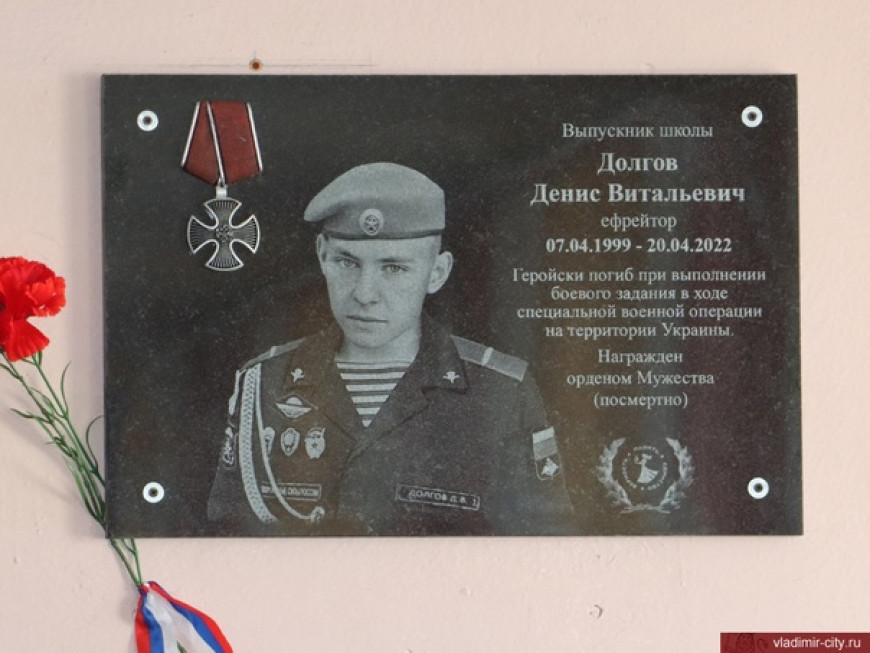 Выпускник школы
Долгов
Денис Витальевич
ефрейтор
07.04.1999 - 20.04.2022
Геройски погиб при выполнении
боевого задания в ходе
специальной военной операции
на территории Украины.
Награжден
орденом Мужества
(посмертно)
ДОЛГОВ Д. В.
vladimir-city.ru